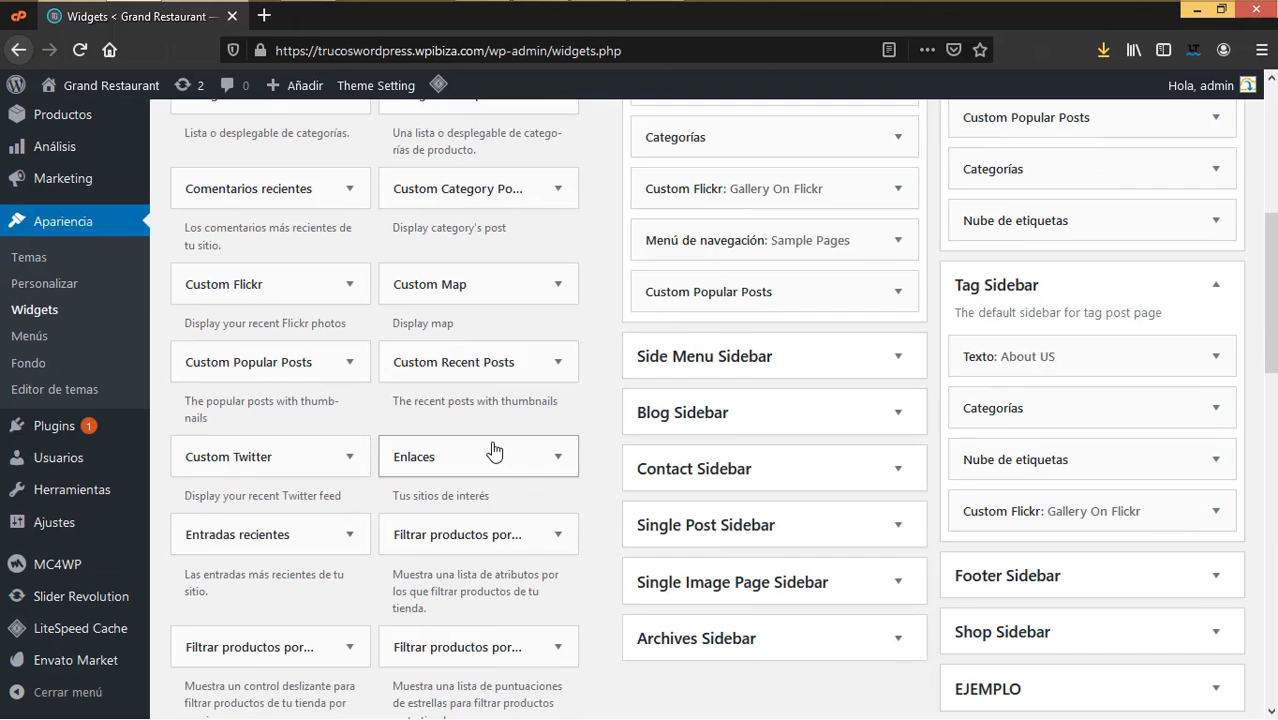 Widgets < Grand Restaurant —
https://trucoswordpress.wpibiza.com/wp-admin/widgets.php
Grand Restaurant
2
0
Añadir
Theme Setting
Hola, admin
Productos
Análisis
Marketing
Apariencia
Temas
Personalizar
Widgets
Menús
Fondo
Editor de temas
Plugins 1
Usuarios
Herramientas
Ajustes
MC4WP
Slider Revolution
LiteSpeed Cache
Envato Market
Cerrar menú
Lista o desplegable de categorías.
Una lista o desplegable de catego-
rías de producto.
Comentarios recientes
Los comentarios más recientes de
tu sitio.
Custom Category Po...
Display category's post
Custom Flickr
Display your recent Flickr photos
Custom Map
Display map
Custom Popular Posts
The popular posts with thumb-
nails
Custom Recent Posts
The recent posts with thumbnails
Custom Twitter
Display your recent Twitter feed
Enlaces
Tus sitios de interés
Entradas recientes
Las entradas más recientes de tu
sitio.
Filtrar productos por...
Muestra una lista de atributos por
los que filtrar productos de tu
tienda.
Filtrar productos por...
Muestra un control deslizante para
filtrar productos de tu tienda por
Filtrar productos por...
Muestra una lista de puntuaciones
de estrellas para filtrar productos
Categorías
Custom Flickr: Gallery On Flickr
Menú de navegación: Sample Pages
Custom Popular Posts
Side Menu Sidebar
Blog Sidebar
Contact Sidebar
Single Post Sidebar
Single Image Page Sidebar
Archives Sidebar
Custom Popular Posts
Categorías
Nube de etiquetas
Tag Sidebar
The default sidebar for tag post page
Texto: About US
Categorías
Nube de etiquetas
Custom Flickr: Gallery On Flickr
Footer Sidebar
Shop Sidebar
EJEMPLO